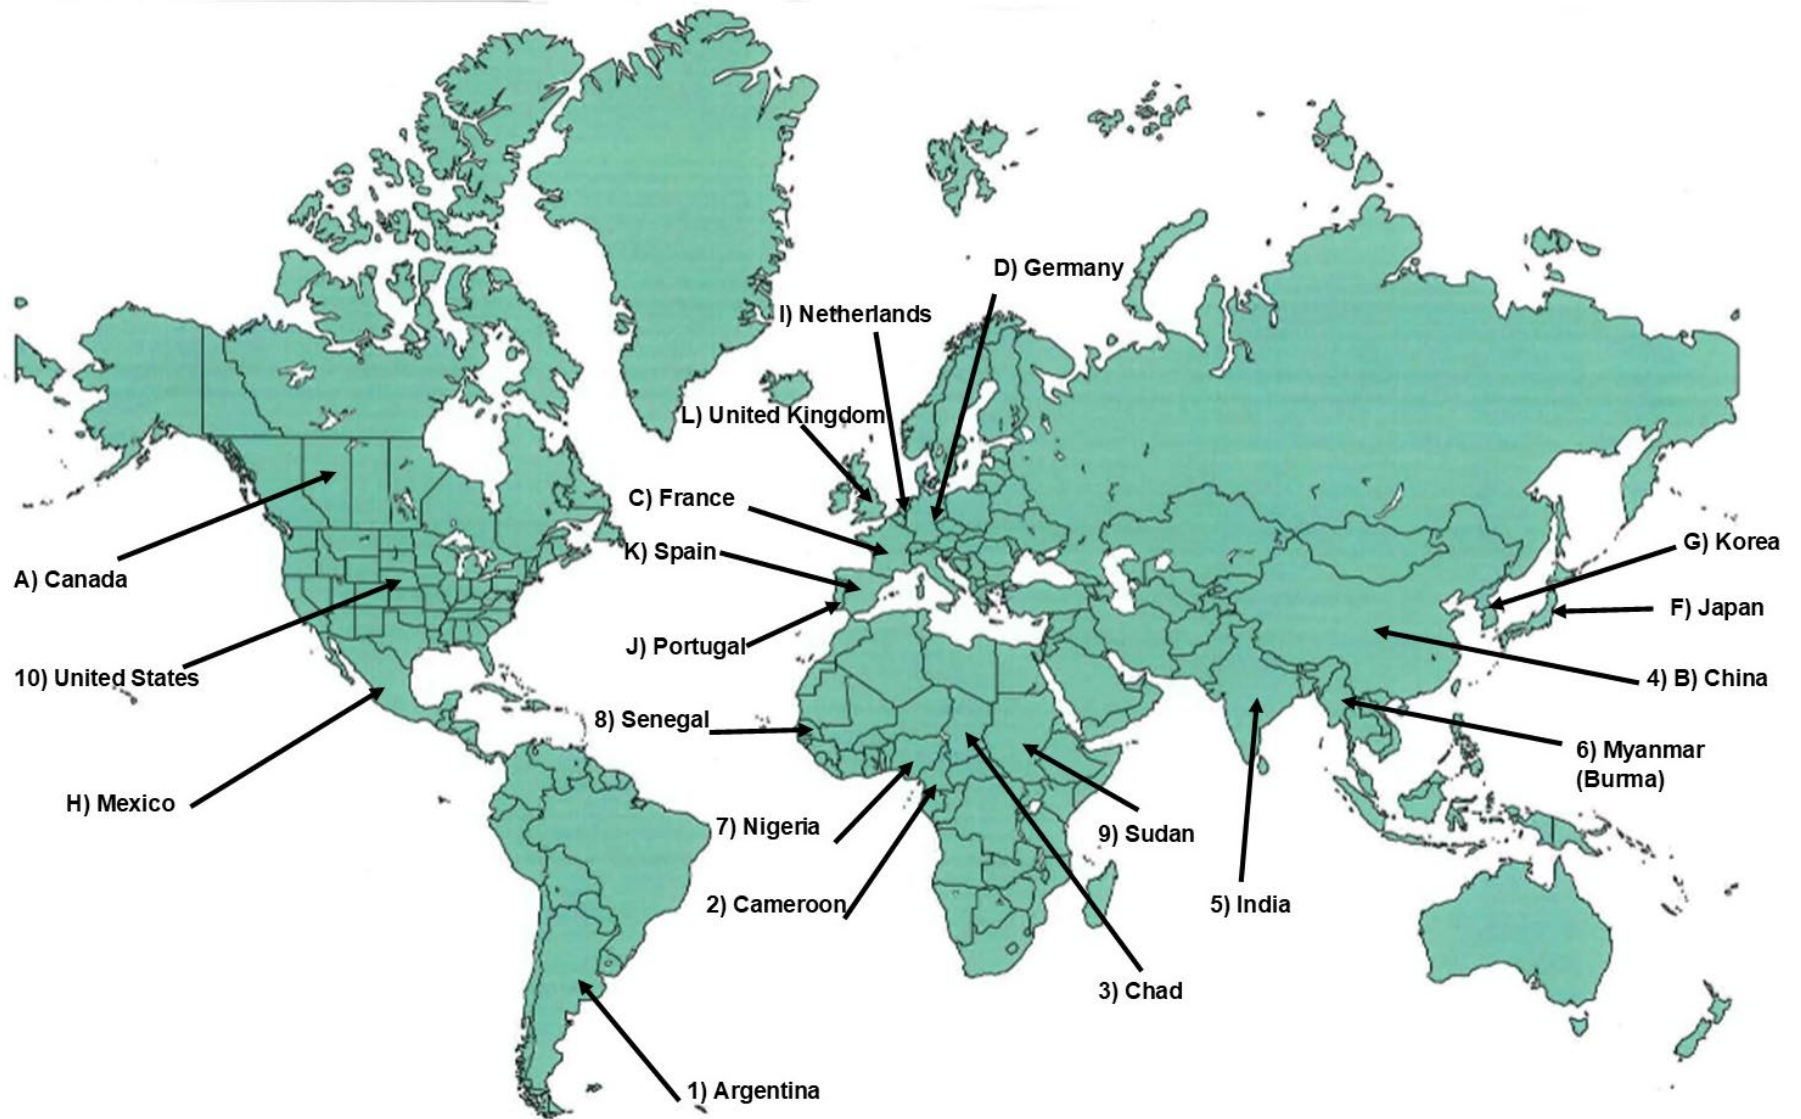 D) Germany
I) Netherlands
L) United Kingdom
C) France
G) Korea
K) Spain
A) Canada
F) Japan
J) Portugal
10) United States
4) B) China
8) Senegal
6) Myanmar
(Burma)
H) Mexico
7) Nigeria
9) Sudan
2) Cameroon
5) India
3) Chad
1) Argentina